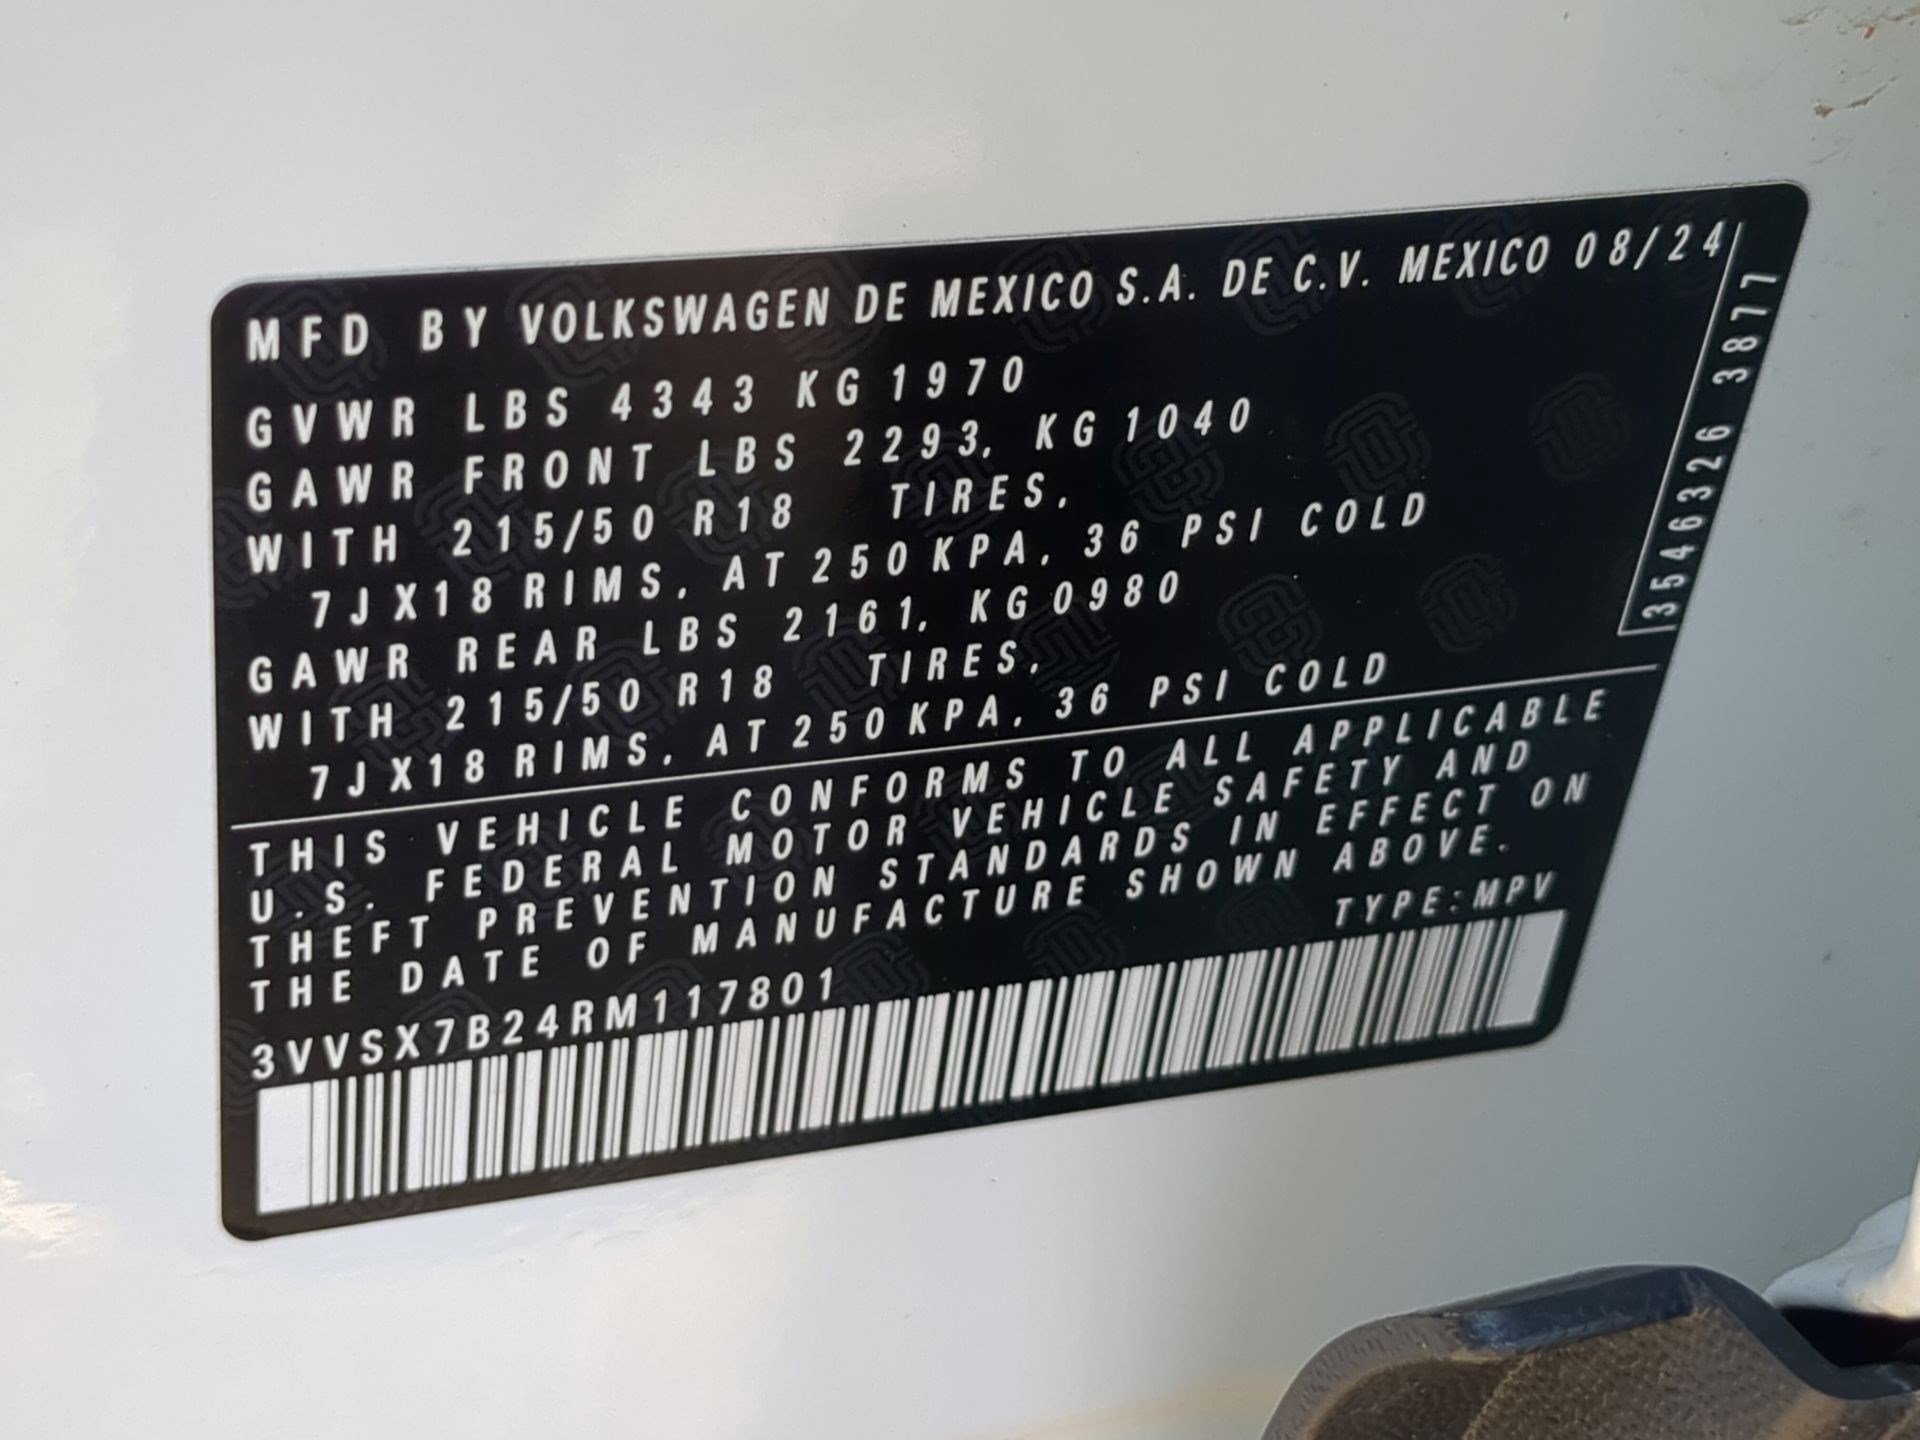 MFD BY VOLKSWAGEN DE MEXICO S.A. DE C.V. MEXICO 08/24
GVWR LBS 4343 KG 1970
GAWR FRONT LBS 2293, KG 1040
WITH 215/50 R18 TIRES,
7JX18 RIMS, AT 250 KPA, 36 PSI COLD
GAWR REAR LBS 2161, KG 0980
WITH 215/50 R18 TIRES,
7JX18 RIMS, AT 250 KPA, 36 PSI COLD
3546326 3877
THIS VEHICLE CONFORMS TO ALL APPLICABLE
U.S. FEDERAL MOTOR VEHICLE SAFETY AND
THEFT PREVENTION STANDARDS IN EFFECT ON
THE DATE OF MANUFACTURE SHOWN ABOVE.
TYPE:MPV
3VVSX7B24RM117801